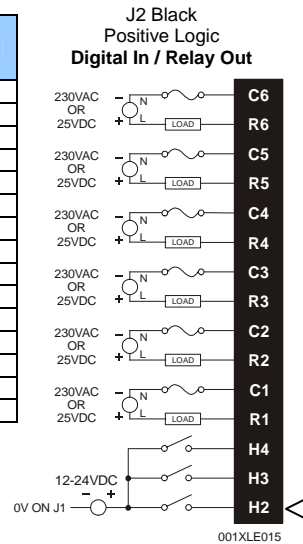 J2 Black
Positive Logic
Digital In / Relay Out
230VAC
OR
25VDC
–
+
N
L
LOAD
C6
R6
230VAC
OR
25VDC
–
+
N
L
LOAD
C5
R5
230VAC
OR
25VDC
–
+
N
L
LOAD
C4
R4
230VAC
OR
25VDC
–
+
N
L
LOAD
C3
R3
230VAC
OR
25VDC
–
+
N
L
LOAD
C2
R2
230VAC
OR
25VDC
–
+
N
L
LOAD
C1
R1
H4
12-24VDC
H3
– +
0V ON J1
H2
001XLE015